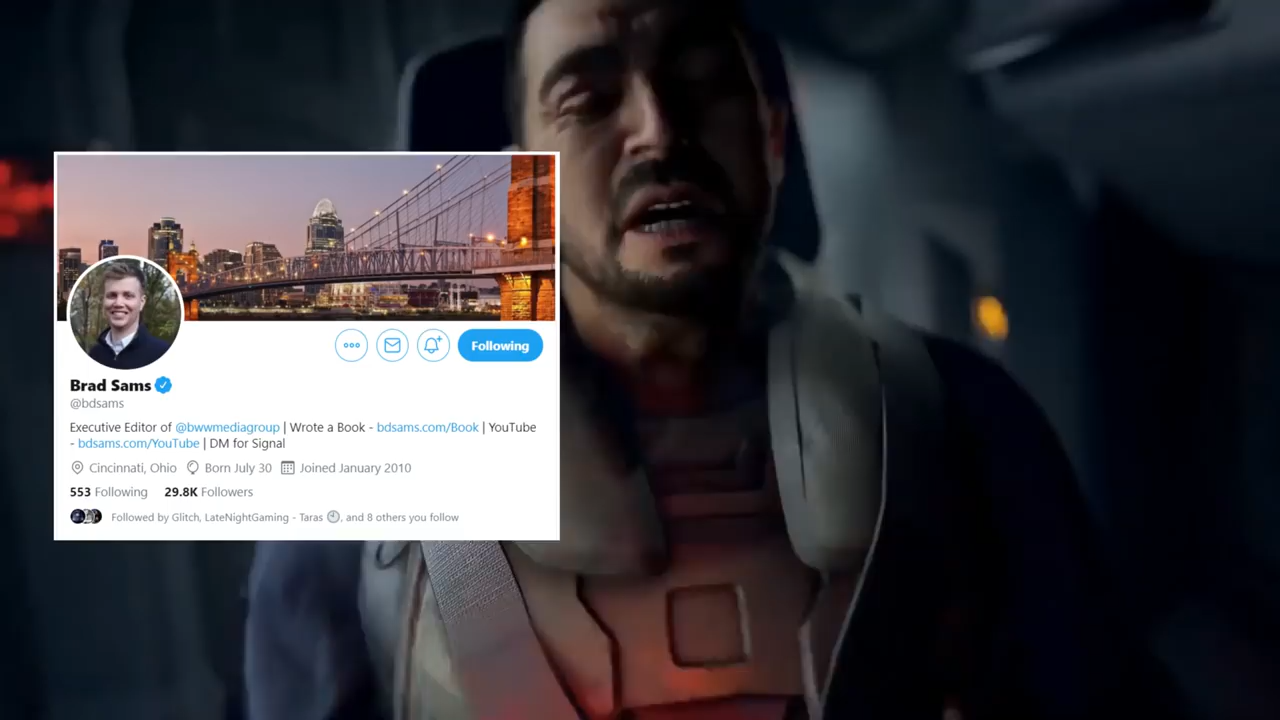 Following
Brad Sams
@bdsams
Executive Editor of @bwwmediagroup | Wrote a Book - bdsams.com/Book | YouTube
- bdsams.com/YouTube | DM for Signal
Cincinnati, Ohio Born July 30 Joined January 2010
553 Following 29.8K Followers
Followed by Glitch, LateNightGaming - Taras 🕙, and 8 others you follow